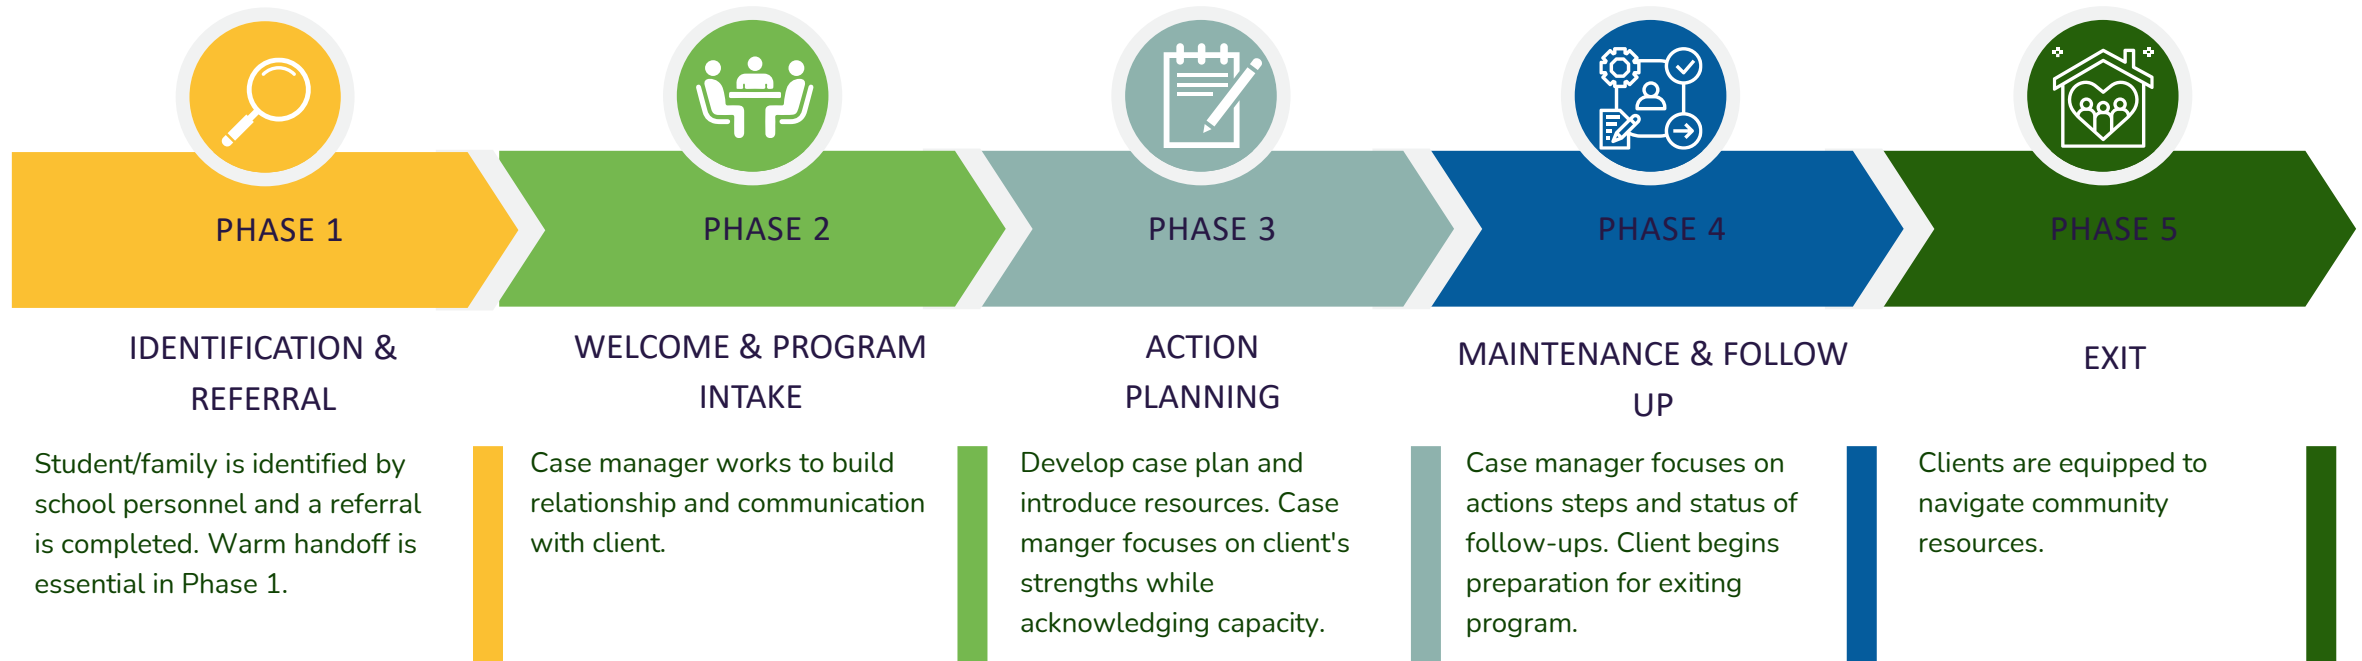 PHASE 1
PHASE 2
PHASE 3
PHASE 4
PHASE 5
IDENTIFICATION &
REFERRAL
Student/family is identified by
school personnel and a referral
is completed. Warm handoff is
essential in Phase 1.
WELCOME & PROGRAM
INTAKE
Case manager works to build
relationship and communication
with client.
ACTION
PLANNING
Develop case plan and
introduce resources. Case
manger focuses on client's
strengths while
acknowledging capacity.
MAINTENANCE & FOLLOW
UP
Case manager focuses on
actions steps and status of
follow-ups. Client begins
preparation for exiting
program.
EXIT
Clients are equipped to
navigate community
resources.